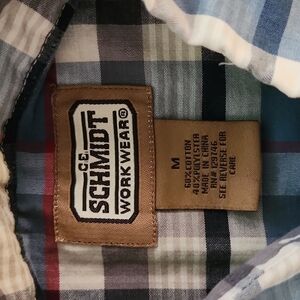 C.E.
SCHMIDT
WORKWEAR®
M
60% COTTON
40% POLYESTER
MADE IN CHINA
RN# 129746
SEE REVERSE FOR
CARE